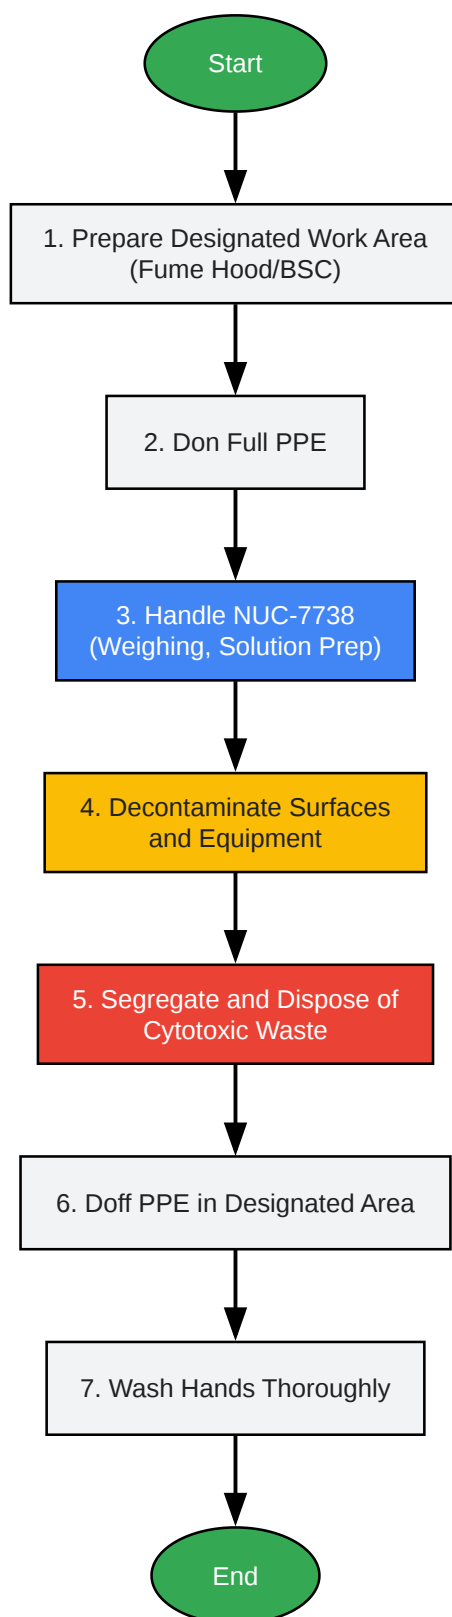 Start
1. Prepare Designated Work Area
(Fume Hood/BSC)
2. Don Full PPE
3. Handle NUC-7738
(Weighing, Solution Prep)
4. Decontaminate Surfaces
and Equipment
5. Segregate and Dispose of
Cytotoxic Waste
6. Doff PPE in Designated Area
7. Wash Hands Thoroughly
End